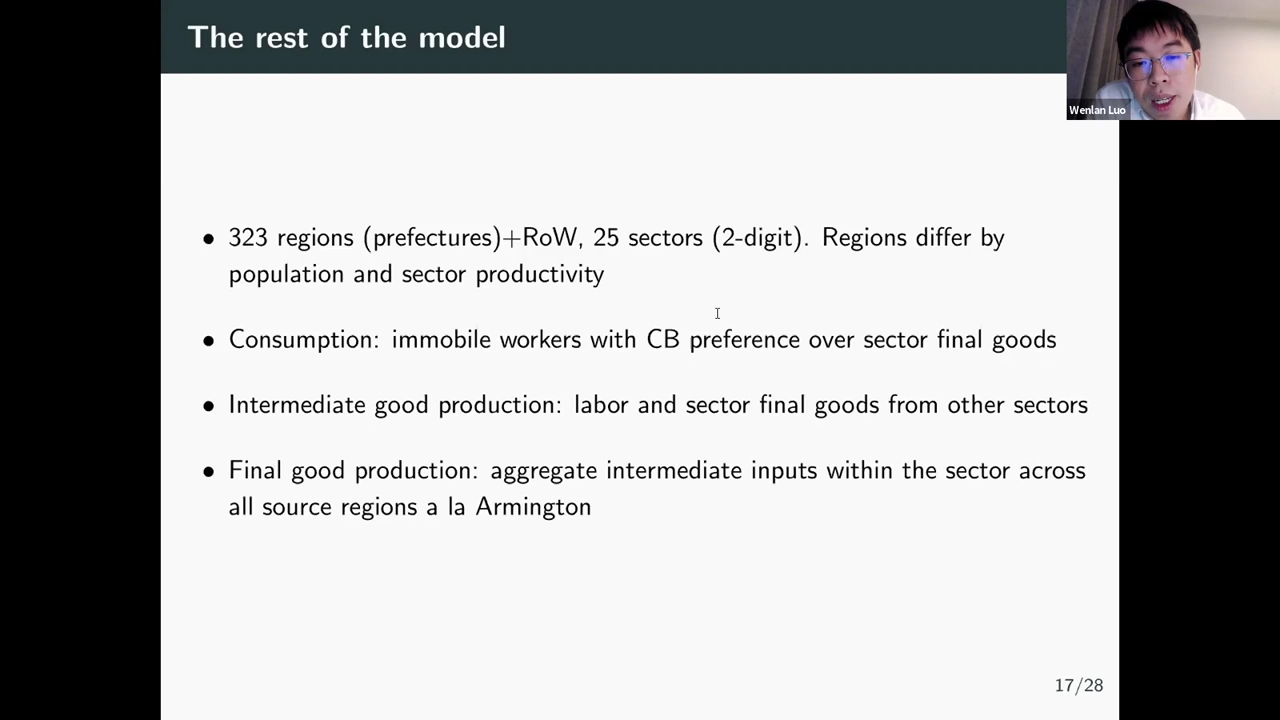 The rest of the model
Wenlan Luo
• 323 regions (prefectures)+RoW, 25 sectors (2-digit). Regions differ by
population and sector productivity
• Consumption: immobile workers with CB preference over sector final goods
• Intermediate good production: labor and sector final goods from other sectors
• Final good production: aggregate intermediate inputs within the sector across
all source regions a la Armington
17/28